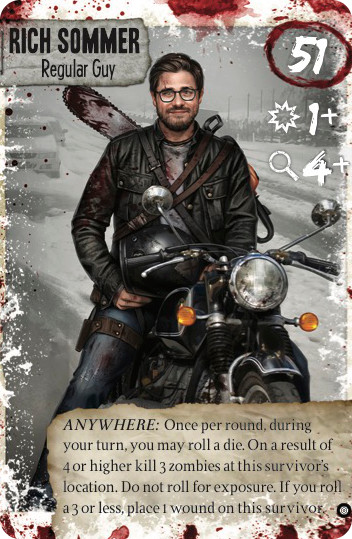 RICH SOMMER
Regular Guy
51
1+
4+
ANYWHERE: Once per round, during
your turn, you may roll a die. On a result of
4 or higher kill 3 zombies at this survivor's
location. Do not roll for exposure. If you roll
a 3 or less, place 1 wound on this survivor.